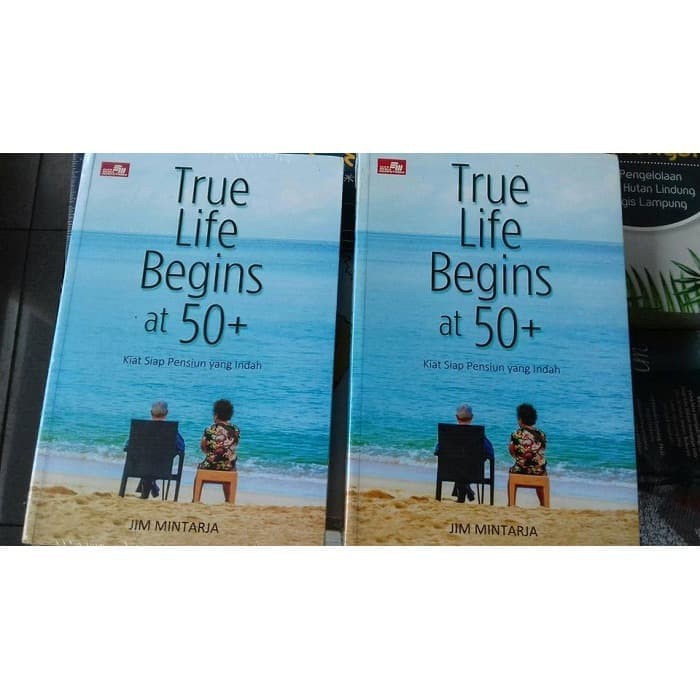 True
Life
Begins
at 50+
Kiat Siap Pensiun yang Indah
JIM MINTARJA
True
Life
Begins
at 50+
Kiat Siap Pensiun yang Indah
JIM MINTARJA
Pengelolaan
Hutan Lindung
gis Lampung